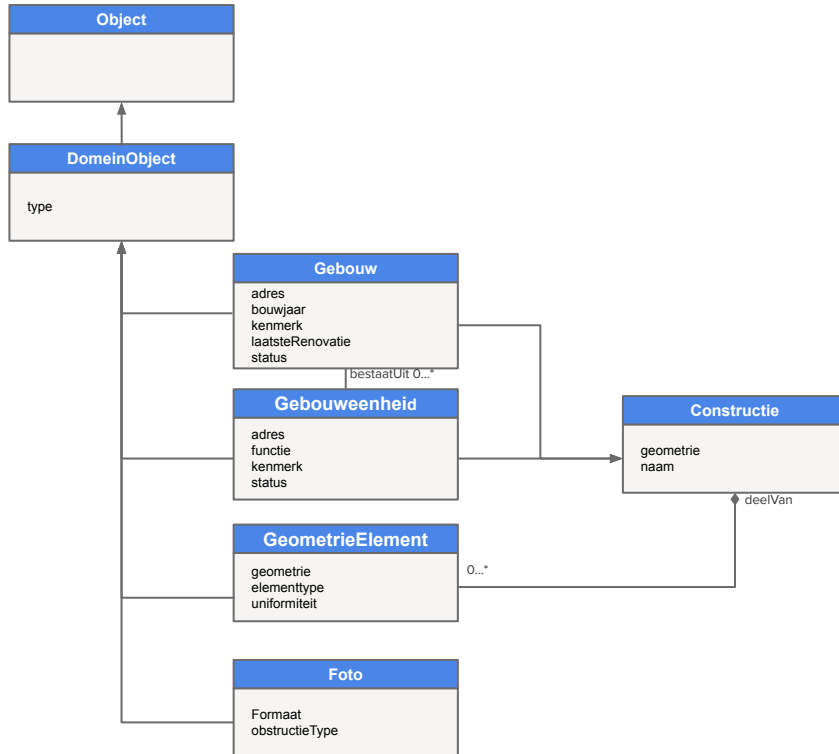 Object
DomeinObject
type
Gebouw
adres
bouwjaar
kenmerk
laatsteRenovatie
status
bestaatUit 0...*
Gebouweenheid
adres
functie
kenmerk
status
Constructie
geometrie
naam
deelVan
GeometrieElement
0...*
geometrie
elementtype
uniformiteit
Foto
Formaat
obstructieType